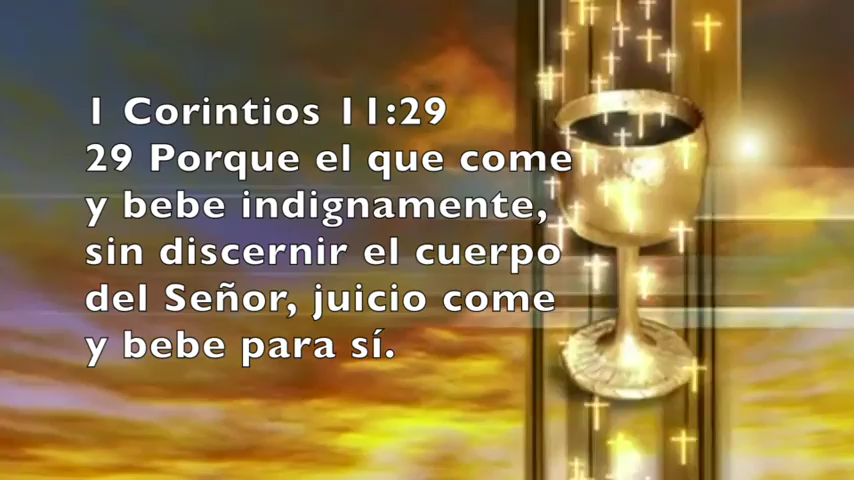 1 Corintios 11:29
29 Porque el que come
y bebe indignamente,
sin discernir el cuerpo
del Señor, juicio come
y bebe para sí.